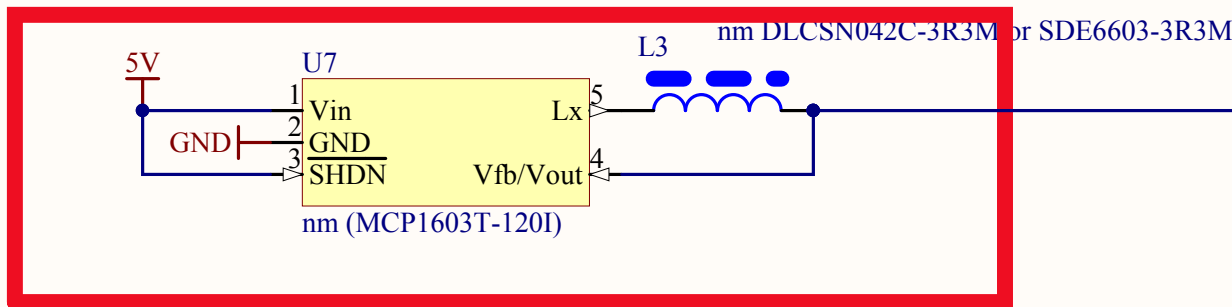 nm DLCSN042C-3R3M or SDE6603-3R3M
L3
5V
U7
1
Vin
Lx
5
GND
2
GND
3
SHDN
Vfb/Vout
4
nm (MCP1603T-120I)